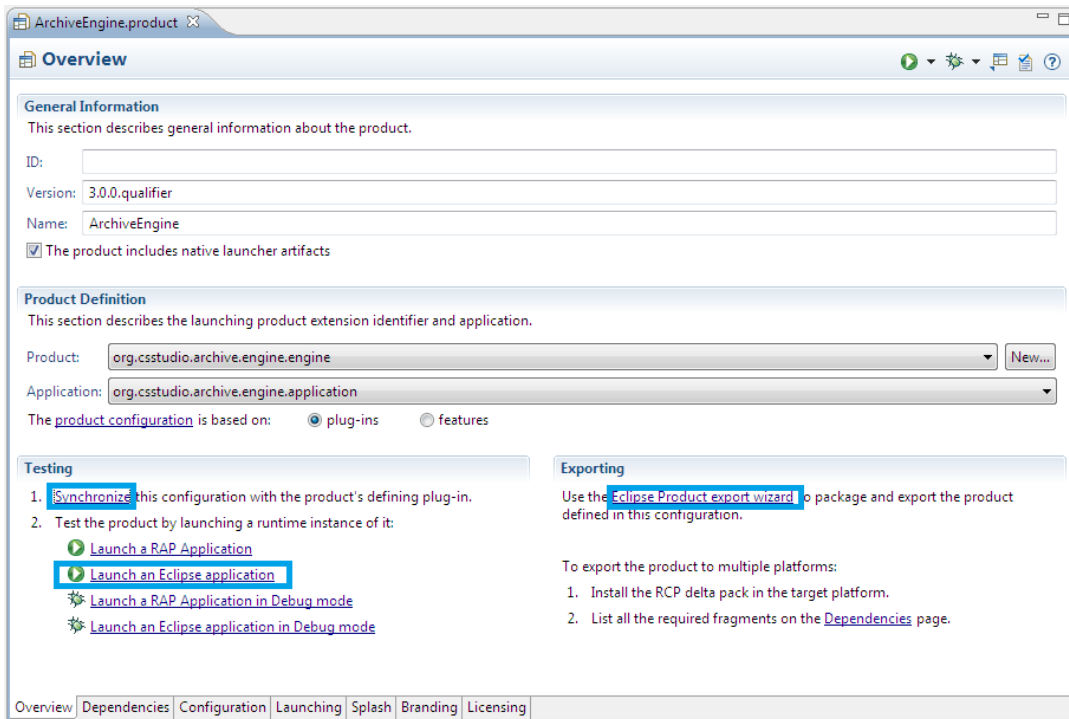 ArchiveEngine.product
Overview
General Information
This section describes general information about the product.
ID:
Version: 3.0.0.qualifier
Name: ArchiveEngine
The product includes native launcher artifacts
Product Definition
This section describes the launching product extension identifier and application.
Product: org.csstudio.archive.engine.engine New...
Application: org.csstudio.archive.engine.application
The product configuration is based on: plug-ins features
Testing
1. Synchronize this configuration with the product's defining plug-in.
2. Test the product by launching a runtime instance of it:
Launch a RAP Application
Launch an Eclipse application
Launch a RAP Application in Debug mode
Launch an Eclipse application in Debug mode
Exporting
Use the Eclipse Product export wizard to package and export the product
defined in this configuration.
To export the product to multiple platforms:
1. Install the RCP delta pack in the target platform.
2. List all the required fragments on the Dependencies page.
Overview Dependencies Configuration Launching Splash Branding Licensing